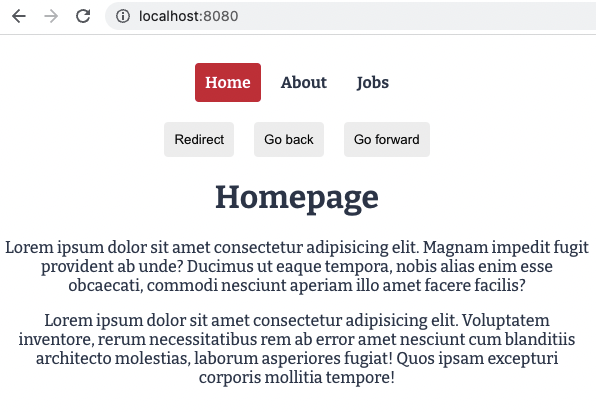 localhost:8080
Home About Jobs
Redirect Go back Go forward
Homepage
Lorem ipsum dolor sit amet consectetur adipisicing elit. Magnam impedit fugit
provident ab unde? Ducimus ut eaque tempora, nobis alias enim esse
obcaecati, commodi nesciunt aperiam illo amet facere facilis?
Lorem ipsum dolor sit amet consectetur adipisicing elit. Voluptatem
inventore, rerum necessitatibus rem ab error amet nesciunt cum blanditiis
architecto molestias, laborum asperiores fugiat! Quos ipsam excepturi
corporis mollitia tempore!